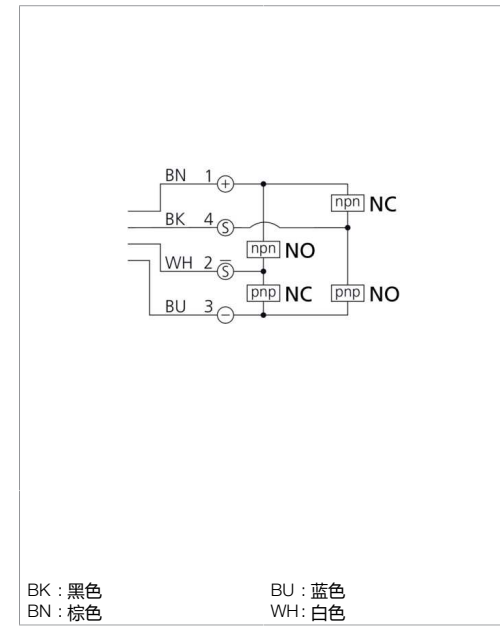 BN 1 +
npn NC
BK 4 S
npn NO
WH 2 S̅
pnp NC pnp NO
BU 3 −
BK : 黑色 BU : 蓝色
BN : 棕色 WH : 白色